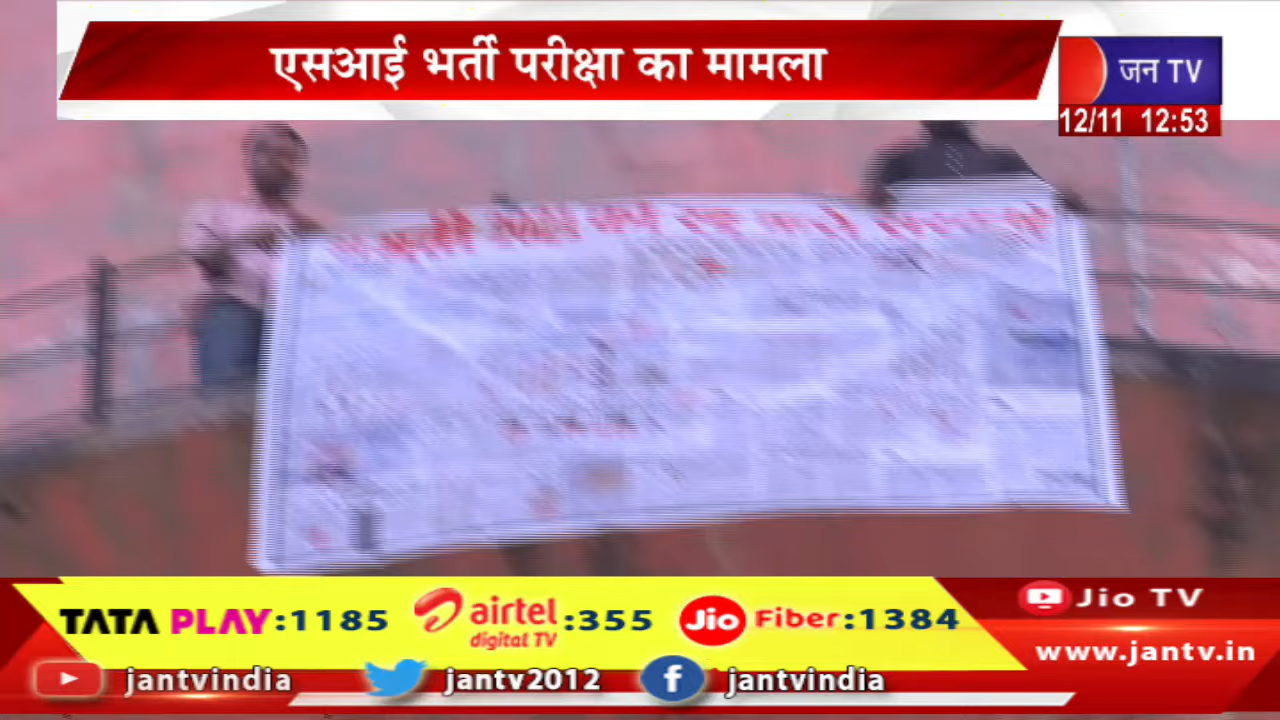 एसआई भर्ती परीक्षा का मामला
जन TV
12/11 12:53
TATA PLAY:1185 airtel digital TV:355 Jio Fiber:1384
Jio TV
www.jantv.in
jantvindia jantv2012 jantvindia